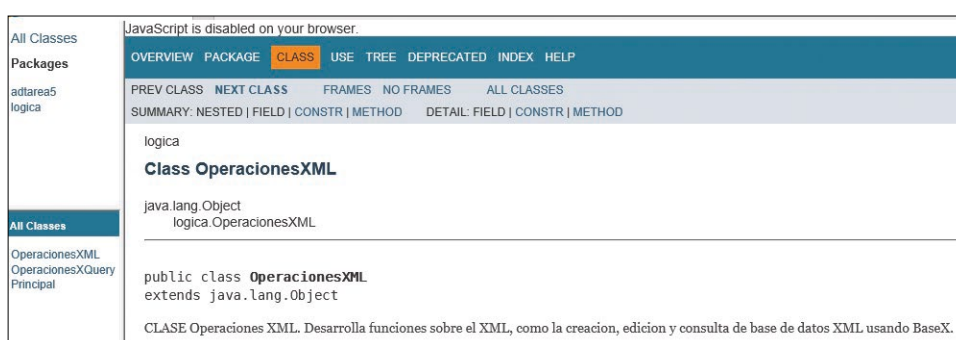 All Classes
Packages
adtarea5
logica
All Classes
OperacionesXML
OperacionesXQuery
Principal
JavaScript is disabled on your browser.
OVERVIEW PACKAGE CLASS USE TREE DEPRECATED INDEX HELP
PREV CLASS NEXT CLASS FRAMES NO FRAMES ALL CLASSES
SUMMARY: NESTED | FIELD | CONSTR | METHOD DETAIL: FIELD | CONSTR | METHOD
logica
Class OperacionesXML
java.lang.Object
logica.OperacionesXML
public class OperacionesXML
extends java.lang.Object
CLASE Operaciones XML. Desarrolla funciones sobre el XML, como la creacion, edicion y consulta de base de datos XML usando BaseX.